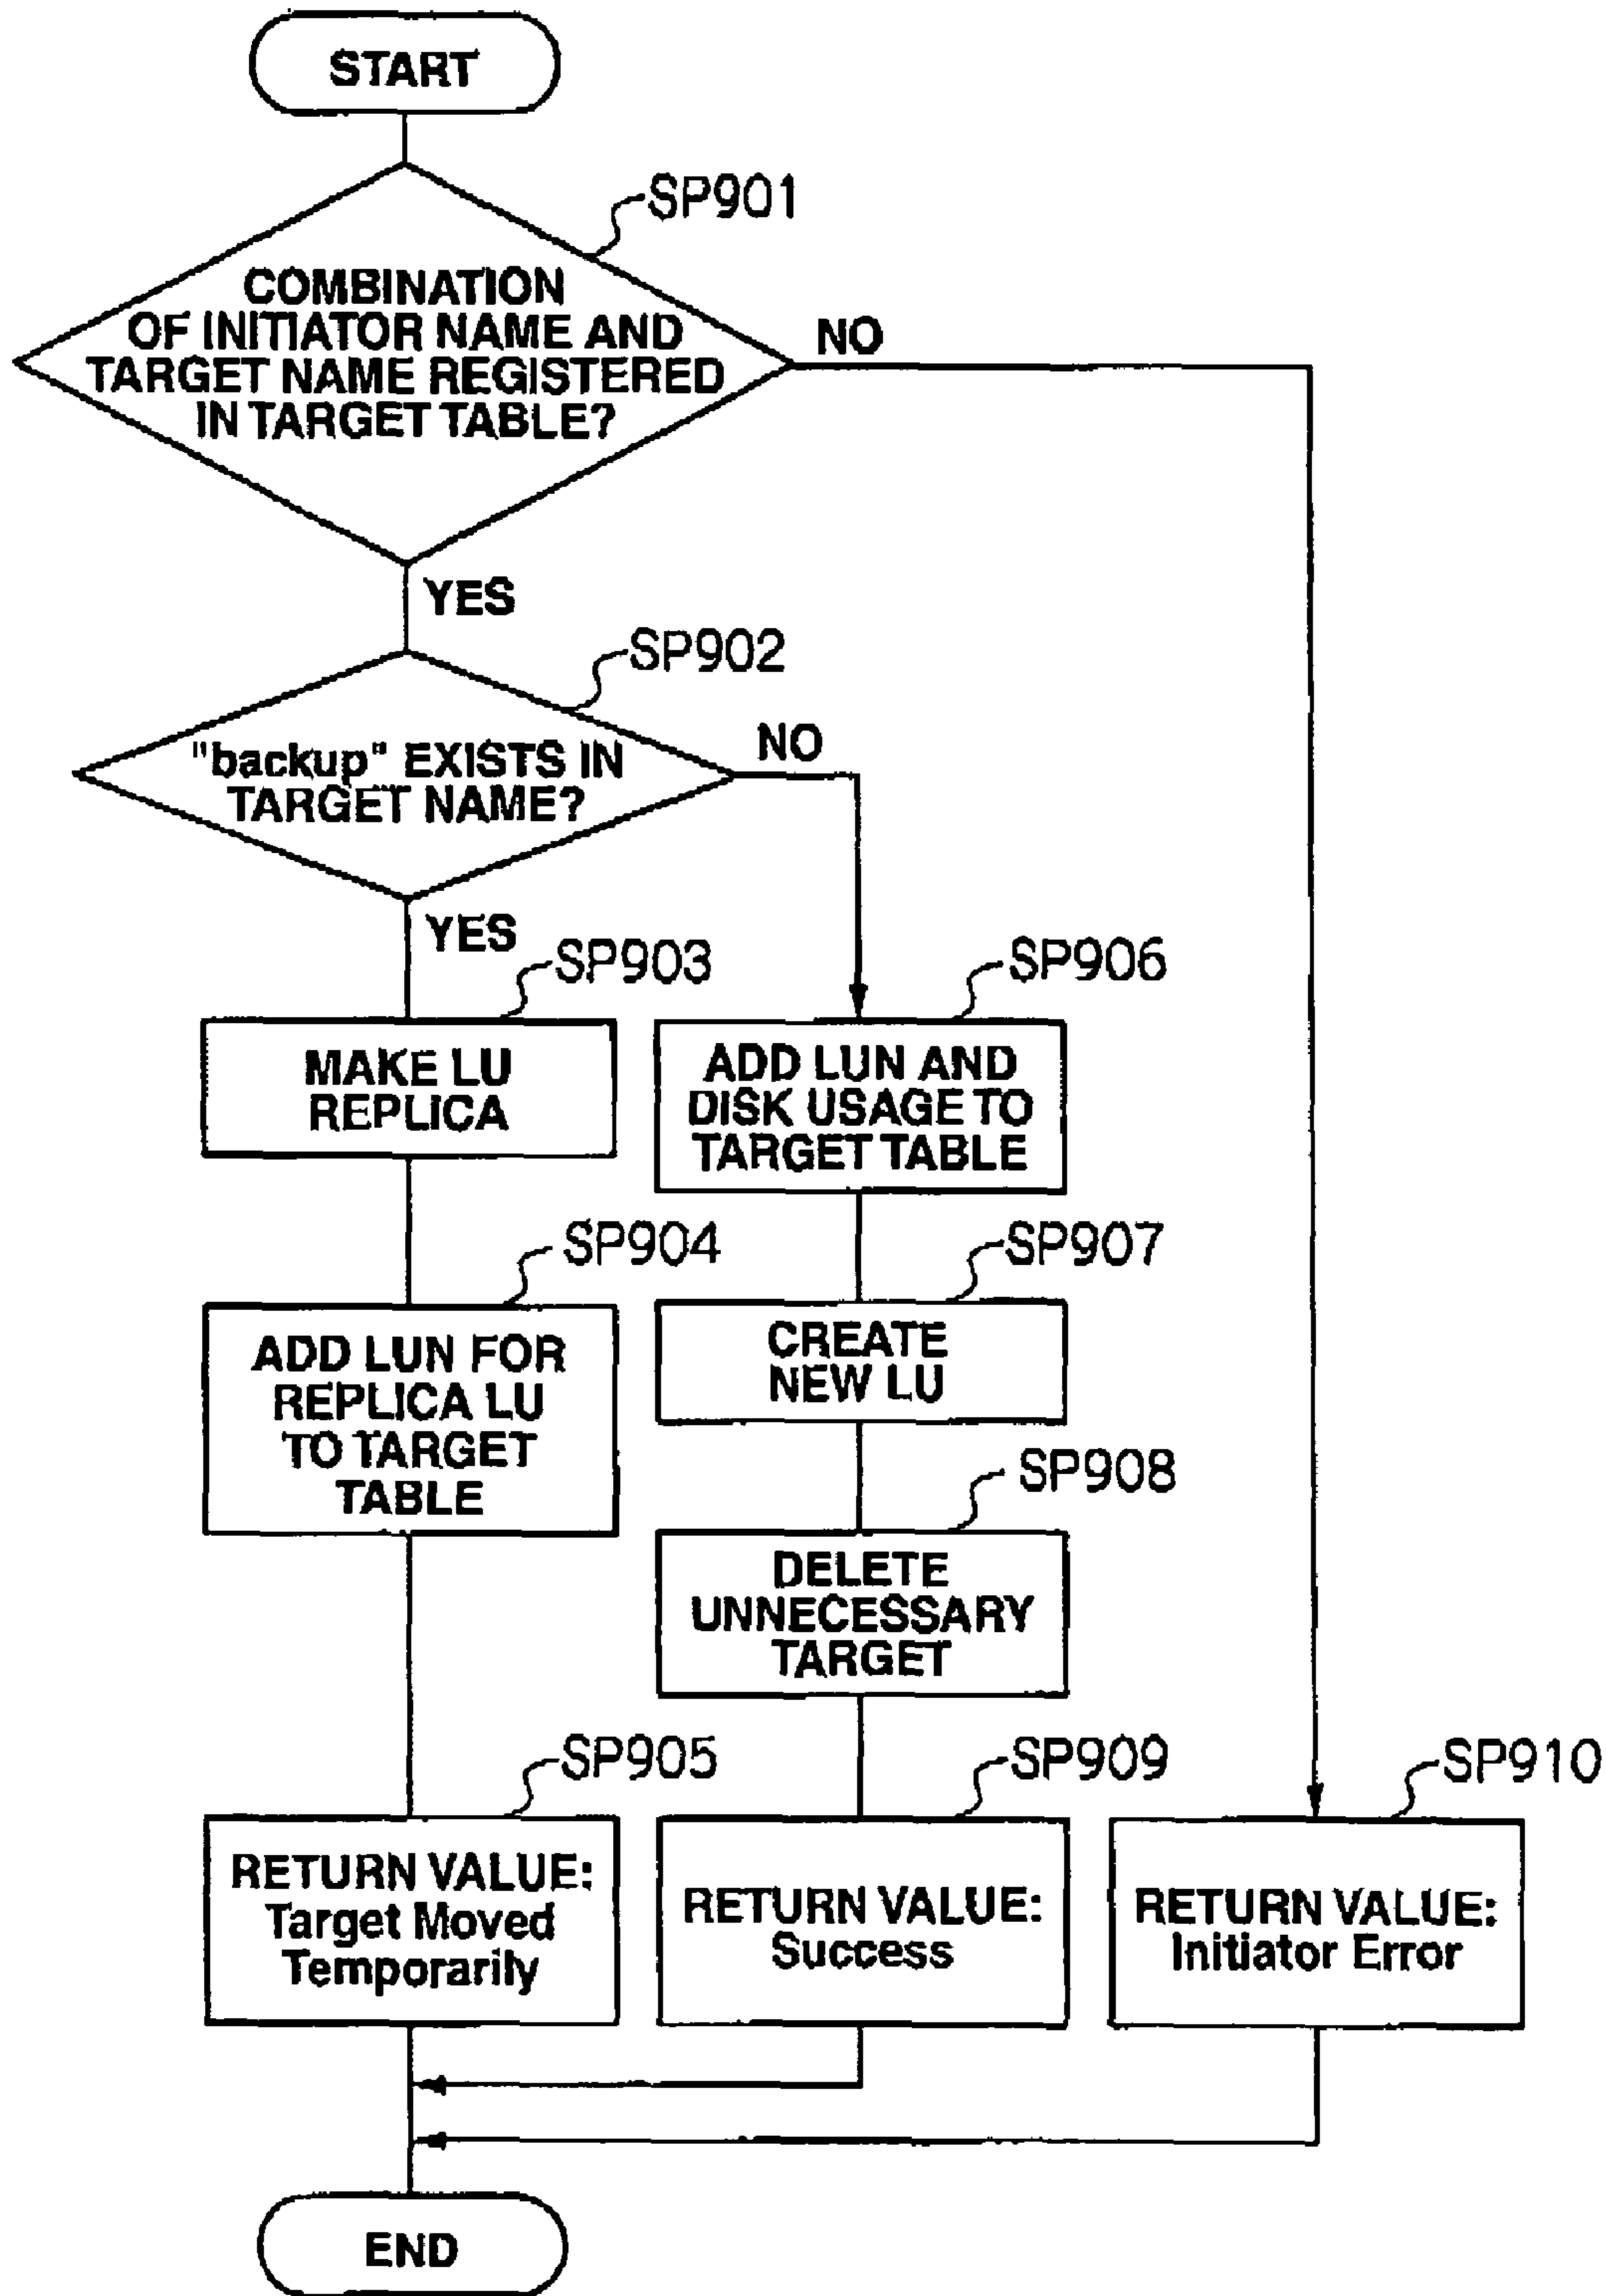 START
SP901
COMBINATION
OF INITIATOR NAME AND
TARGET NAME REGISTERED
IN TARGET TABLE?
NO
YES
SP902
"backup" EXISTS IN
TARGET NAME?
NO
YES
SP903
MAKE LU
REPLICA
SP906
ADD LUN AND
DISK USAGE TO
TARGET TABLE
SP904
ADD LUN FOR
REPLICA LU
TO TARGET
TABLE
SP907
CREATE
NEW LU
SP908
DELETE
UNNECESSARY
TARGET
SP905
RETURN VALUE:
Target Moved
Temporarily
SP909
RETURN VALUE:
Success
SP910
RETURN VALUE:
Initiator Error
END